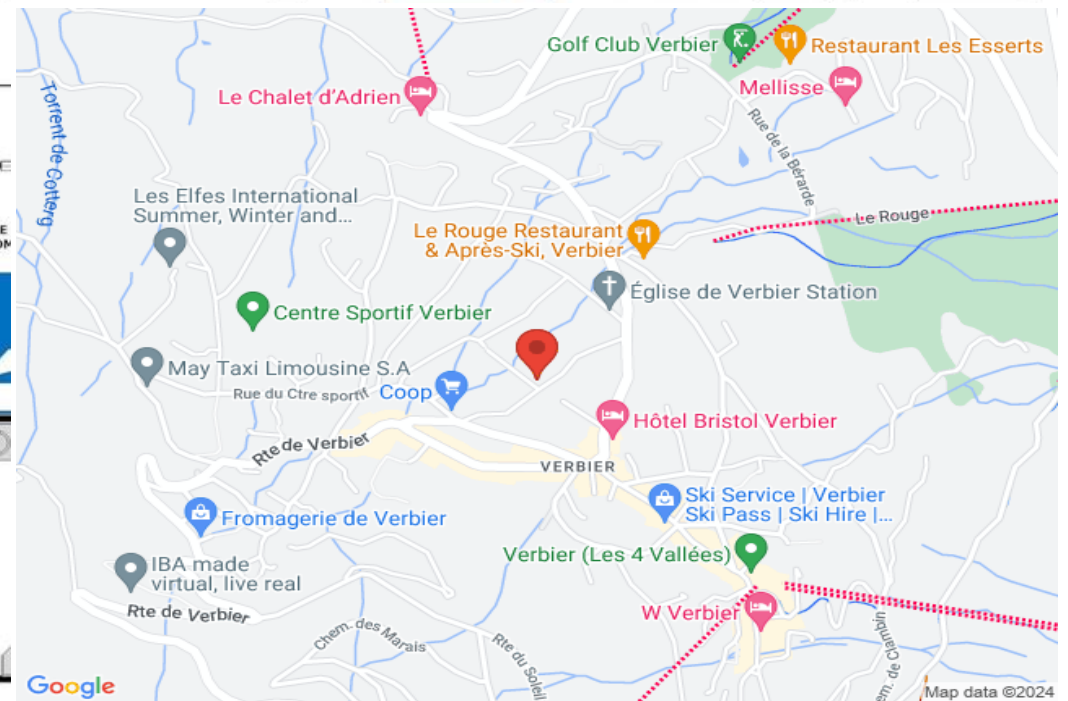 Golf Club Verbier
Restaurant Les Esserts
Mellisse
Le Chalet d'Adrien
Torrent de Cotterg
Rue de la Bérarde
Les Elfes International
Summer, Winter and...
Le Rouge
Le Rouge Restaurant
& Après-Ski, Verbier
Église de Verbier Station
Centre Sportif Verbier
May Taxi Limousine S.A
Rue du Ctre sportif
Coop
Hôtel Bristol Verbier
Rte de Verbier
VERBIER
Ski Service | Verbier
Ski Pass | Ski Hire |...
Fromagerie de Verbier
Verbier (Les 4 Vallées)
IBA made
virtual, live real
Rte de Verbier
W Verbier
Chem. des Marais
Rte du Soleil
em. de Clambin
Google
Map data ©2024